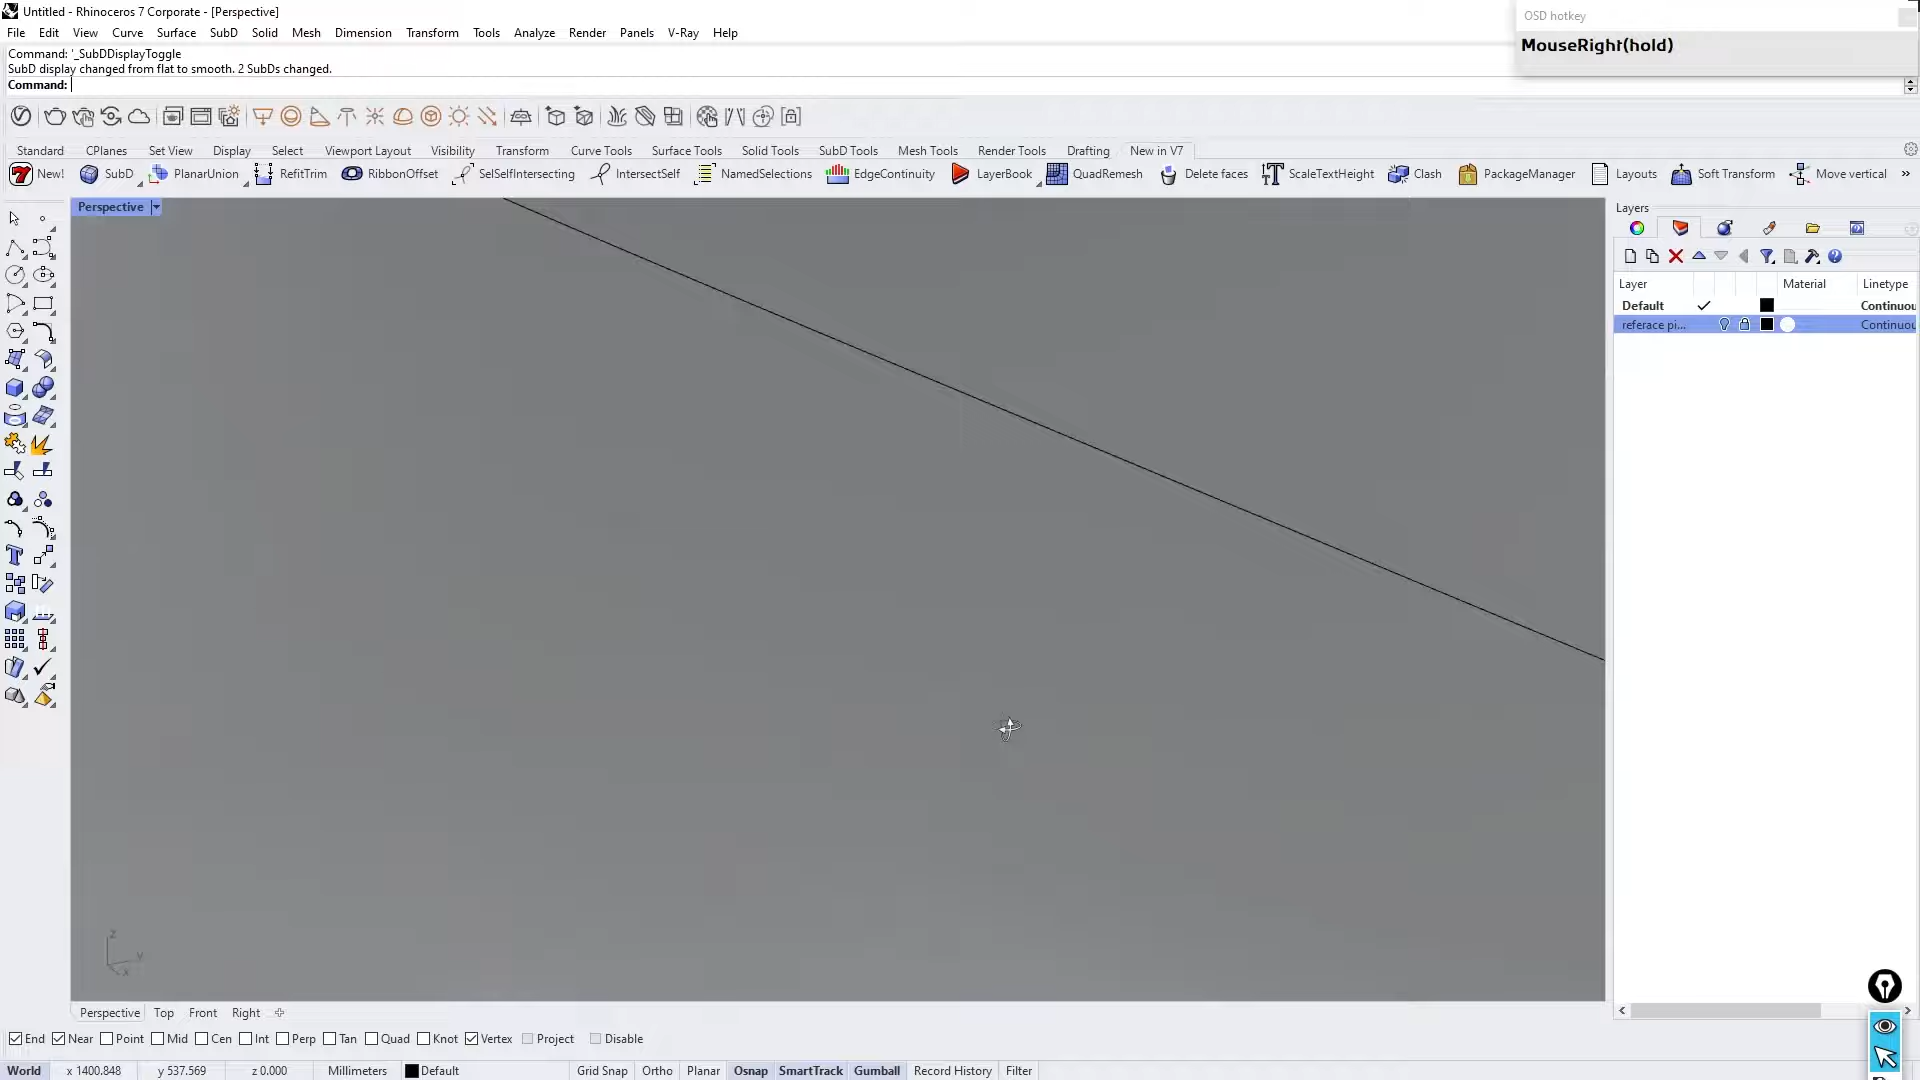 Untitled - Rhinoceros 7 Corporate - [Perspective]
OSD hotkey
File Edit View Curve Surface SubD Solid Mesh Dimension Transform Tools Analyze Render Panels V-Ray Help
MouseRight(hold)
Command: '_SubDDisplayToggle
SubD display changed from flat to smooth. 2 SubDs changed.
Command:
Standard CPlanes Set View Display Select Viewport Layout Visibility Transform Curve Tools Surface Tools Solid Tools SubD Tools Mesh Tools Render Tools Drafting New in V7
7 New! SubD PlanarUnion RefitTrim RibbonOffset SelSelfIntersecting IntersectSelf NamedSelections EdgeContinuity LayerBook QuadRemesh Delete faces ScaleTextHeight Clash PackageManager Layouts Soft Transform Move vertical »
Perspective
Layers
Layer Material Linetype
Default Continuou
referace pi... Continuou
z
y
x
Perspective Top Front Right
End Near Point Mid Cen Int Perp Tan Quad Knot Vertex Project Disable
World x 1400.848 y 537.569 z 0.000 Millimeters Default Grid Snap Ortho Planar Osnap SmartTrack Gumball Record History Filter